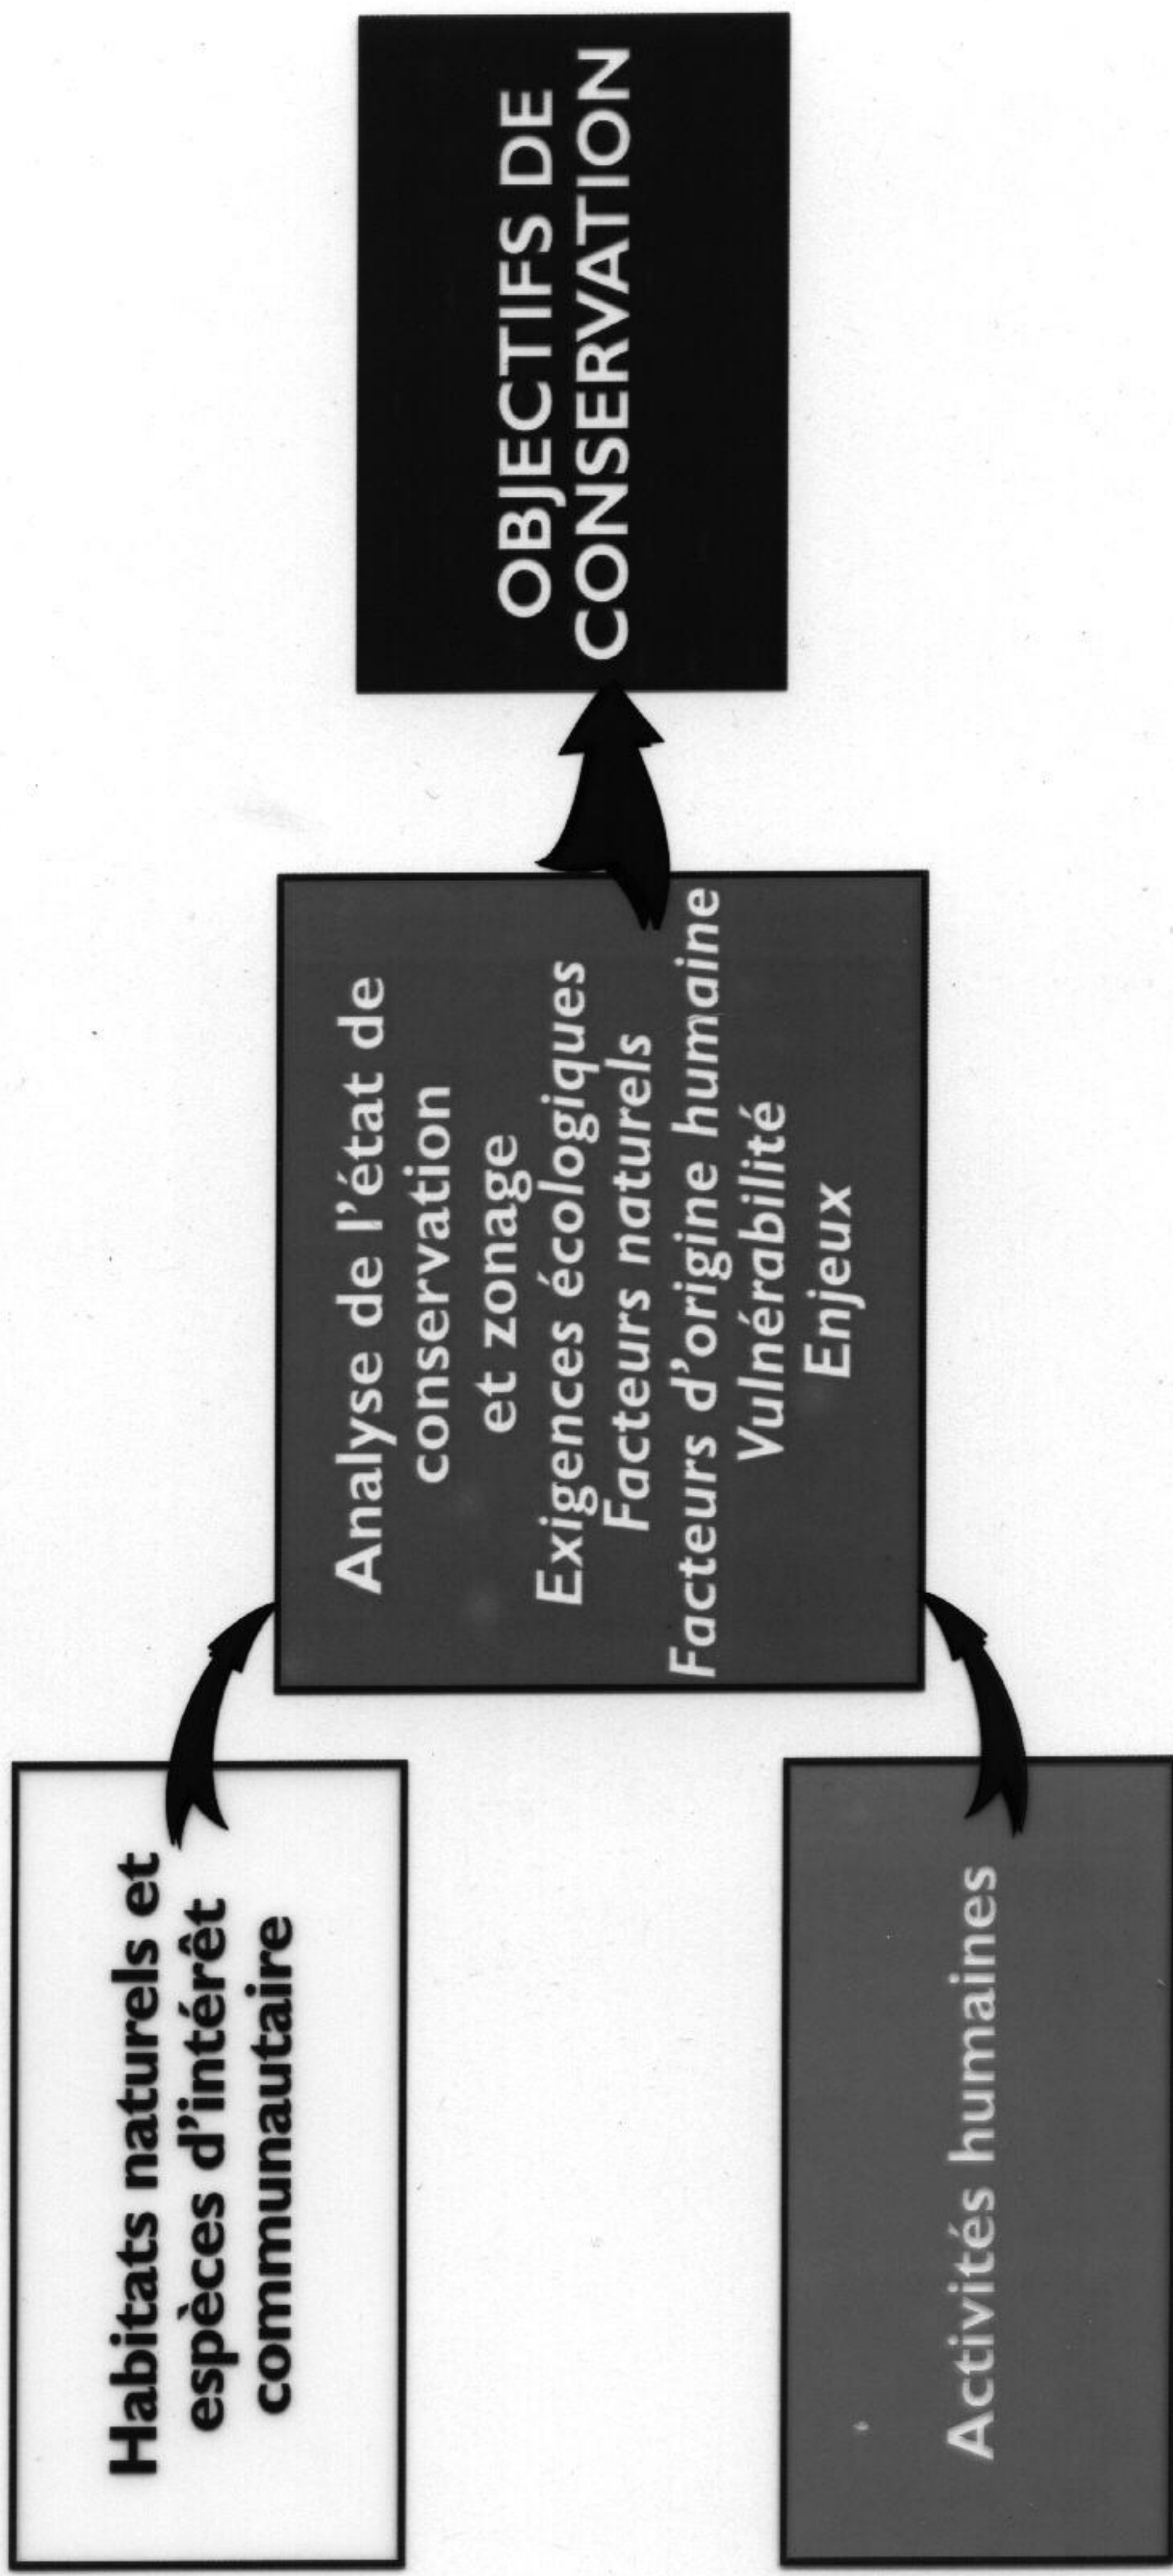 Habitats naturels et
espèces d'intérêt
communautaire
Activités humaines
Analyse de l'état de
conservation
et zonage
Exigences écologiques
Facteurs naturels
Facteurs d'origine humaine
Vulnérabilité
Enjeux
OBJECTIFS DE
CONSERVATION